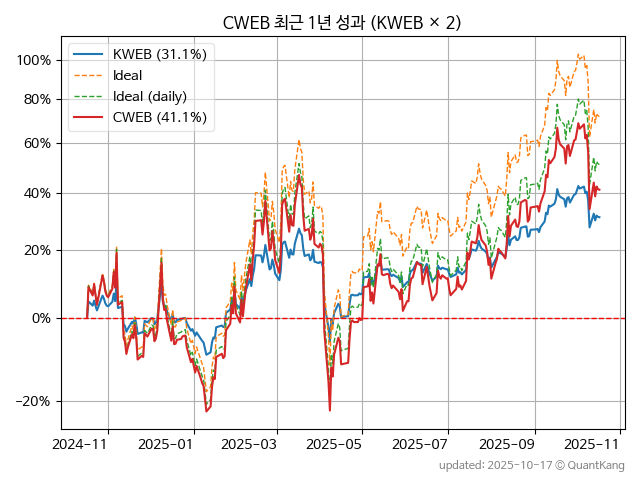 CWEB 최근 1년 성과 (KWEB × 2)
KWEB (31.1%)
Ideal
Ideal (daily)
CWEB (41.1%)
100%
80%
60%
40%
20%
0%
−20%
2024-11
2025-01
2025-03
2025-05
2025-07
2025-09
2025-11
updated: 2025-10-17 © QuantKang